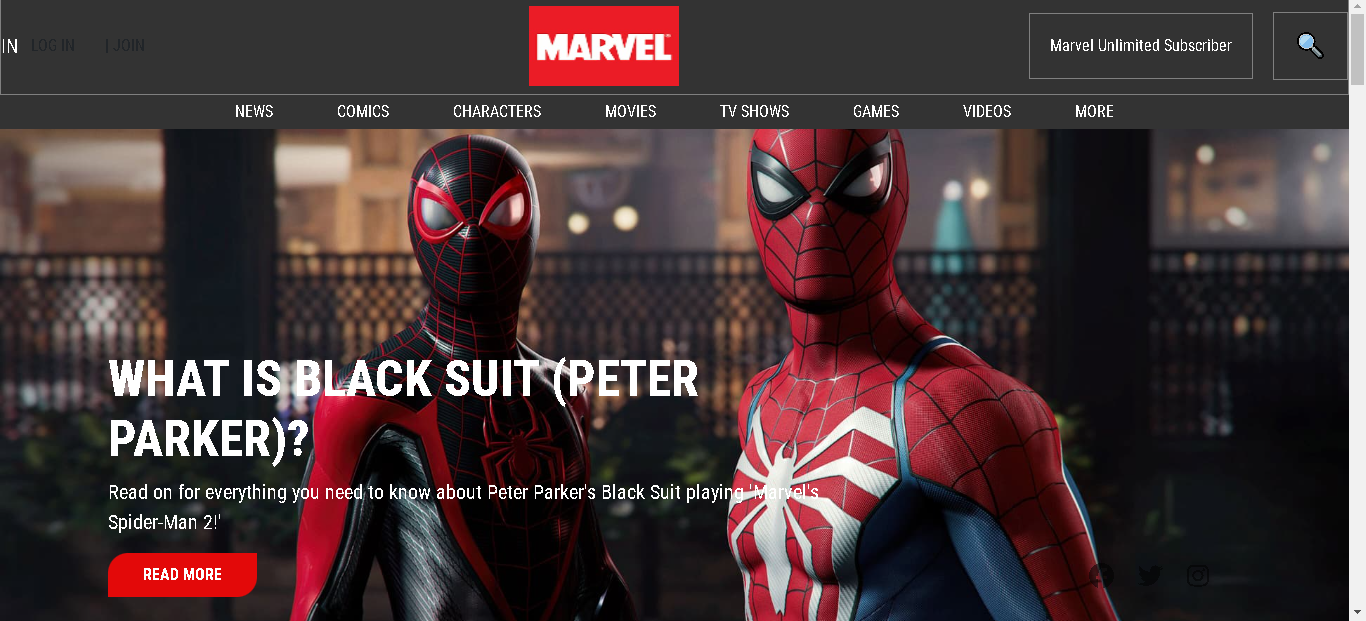 IN LOG IN | JOIN
MARVEL
Marvel Unlimited Subscriber
NEWS COMICS CHARACTERS MOVIES TV SHOWS GAMES VIDEOS MORE
WHAT IS BLACK SUIT (PETER
PARKER)?
Read on for everything you need to know about Peter Parker's Black Suit playing 'Marvel's
Spider-Man 2!'
READ MORE